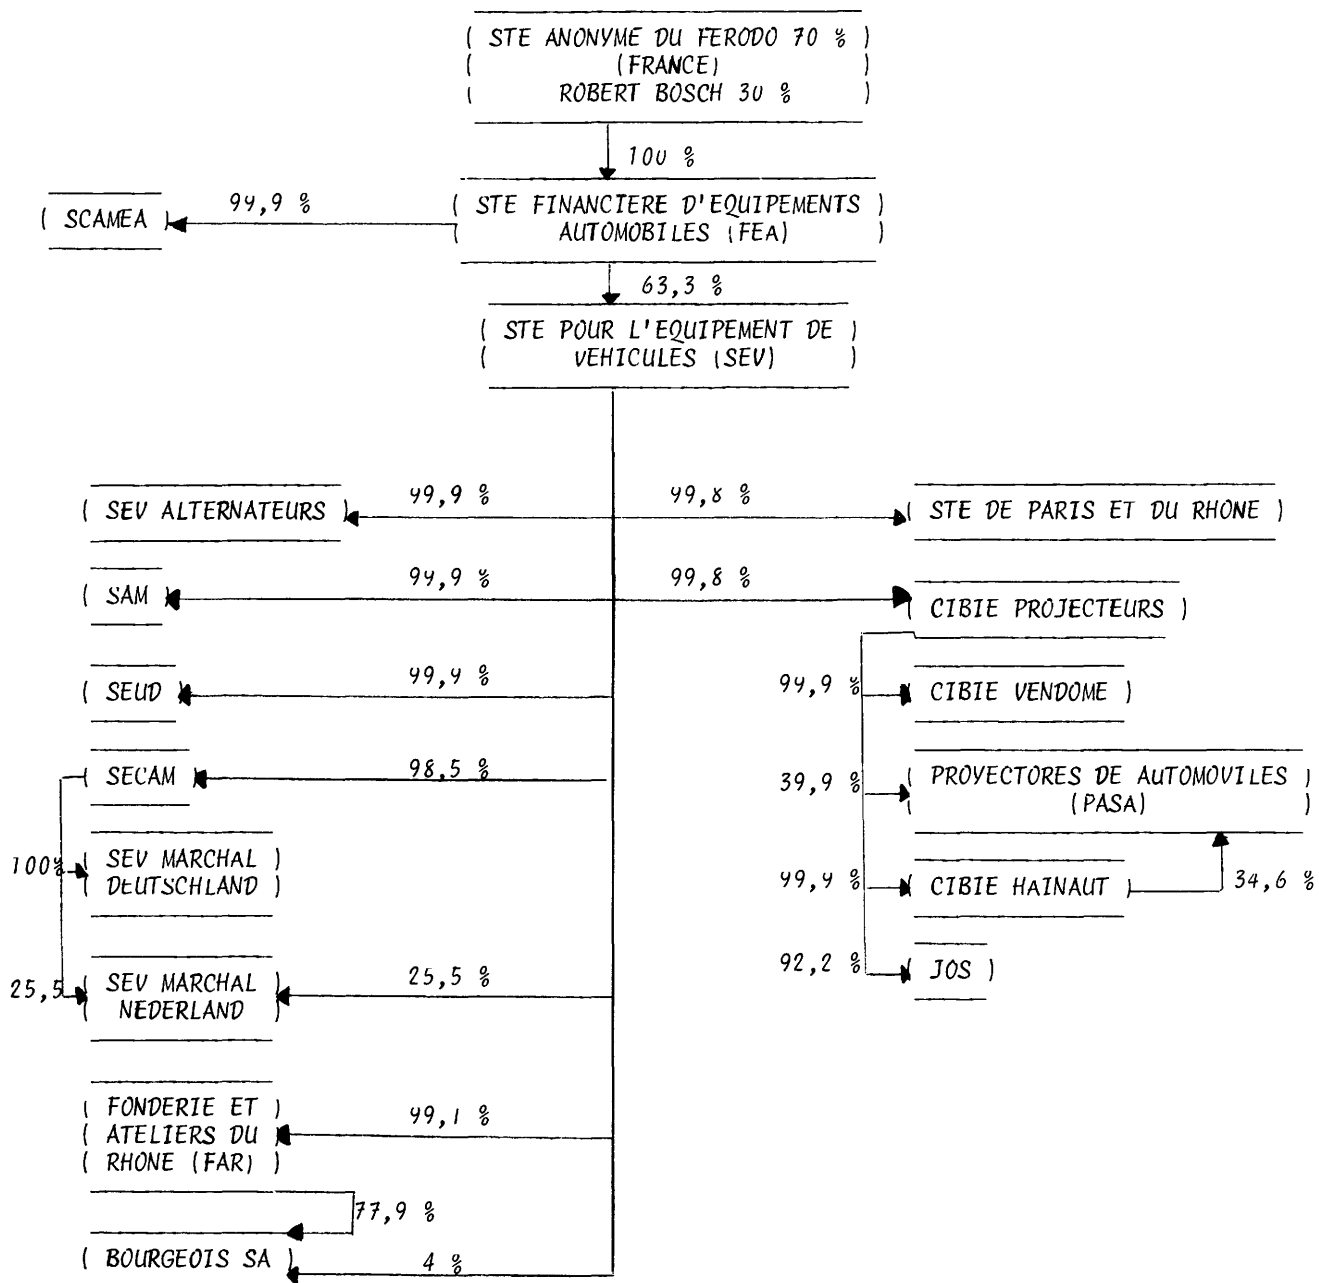 ( STE ANONYME DU FERODO 70 % )
( (FRANCE) )
( ROBERT BOSCH 30 % )
100 %
( SCAMEA )
99,9 %
( STE FINANCIERE D'EQUIPEMENTS )
( AUTOMOBILES (FEA) )
63,3 %
( STE POUR L'EQUIPEMENT DE )
( VEHICULES (SEV) )
( SEV ALTERNATEURS )
99,9 %
99,8 %
( STE DE PARIS ET DU RHONE )
( SAM )
99,9 %
99,8 %
( CIBIE PROJECTEURS )
( SEUD )
99,9 %
99,9 %
( CIBIE VENDOME )
( SECAM )
98,5 %
39,9 %
( PROYECTORES DE AUTOMOVILES )
( (PASA) )
100%
( SEV MARCHAL )
( DEUTSCHLAND )
99,9 %
( CIBIE HAINAUT )
34,6 %
25,5
( SEV MARCHAL )
( NEDERLAND )
25,5 %
92,2 %
( JOS )
( FONDERIE ET )
( ATELIERS DU )
( RHONE (FAR) )
99,1 %
77,9 %
( BOURGEOIS SA )
4 %